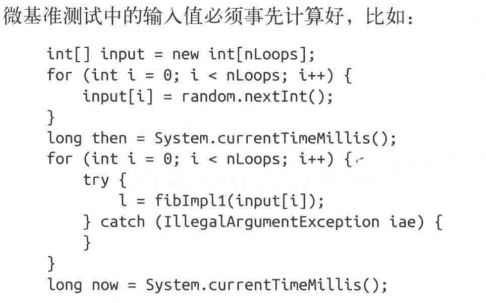 微基准测试中的输入值必须事先计算好，比如：
int[] input = new int[nLoops];
for (int i = 0; i < nLoops; i++) {
    input[i] = random.nextInt();
}
long then = System.currentTimeMillis();
for (int i = 0; i < nLoops; i++) {
    try {
        l = fibImpl1(input[i]);
    } catch (IllegalArgumentException iae) {
    }
}
long now = System.currentTimeMillis();